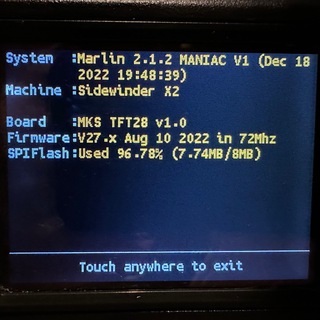 System :Marlin 2.1.2 MANIAC V1 (Dec 18
2022 19:48:39)
Machine :Sidewinder X2
Board :MKS TFT28 v1.0
Firmware:V27.x Aug 10 2022 in 72Mhz
SPIFlash:Used 96.78% (7.74MB/8MB)
Touch anywhere to exit